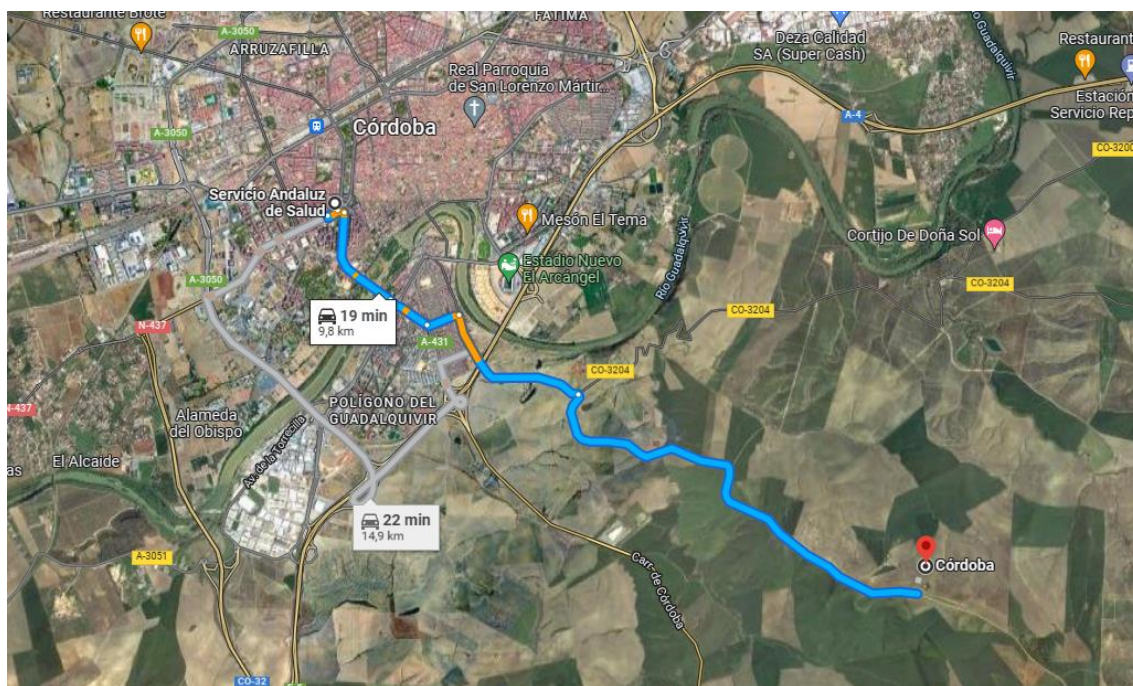 Restaurante Brote
A-3050
FÁTIMA
ARRUZAFILLA
Deza Calidad
SA (Super Cash)
Río Guadalquivir
Restaurant
Real Parroquia
de San Lorenzo Mártir...
Estación
Servicio Rep
A-3050
Córdoba
A-4
CO-3200
Servicio Andaluz
de Salud
Mesón El Tema
Río Guadalquivir
Cortijo De Doña Sol
Estadio Nuevo
El Arcángel
A-3050
CO-3204
19 min
9,8 km
CO-3204
N-437
A-431
CO-3204
N-437
POLÍGONO DEL
GUADALQUIVIR
Alameda
del Obispo
as
El Alcaide
Av. de la Torrecilla
22 min
14,9 km
A-3051
Córdoba
Carr. de Córdoba
CO-32